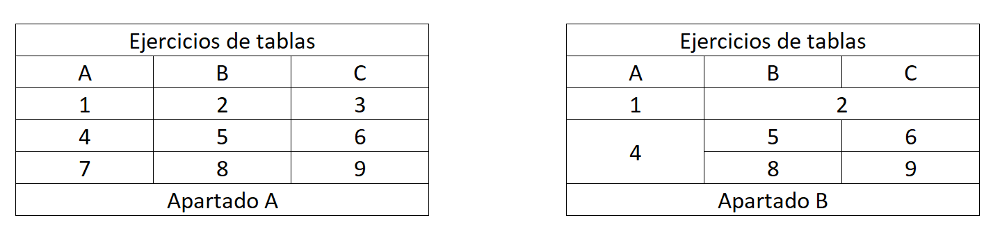 Ejercicios de tablas
A B C
1 2 3
4 5 6
7 8 9
Apartado A
Ejercicios de tablas
A B C
1 2
4 5 6
8 9
Apartado B